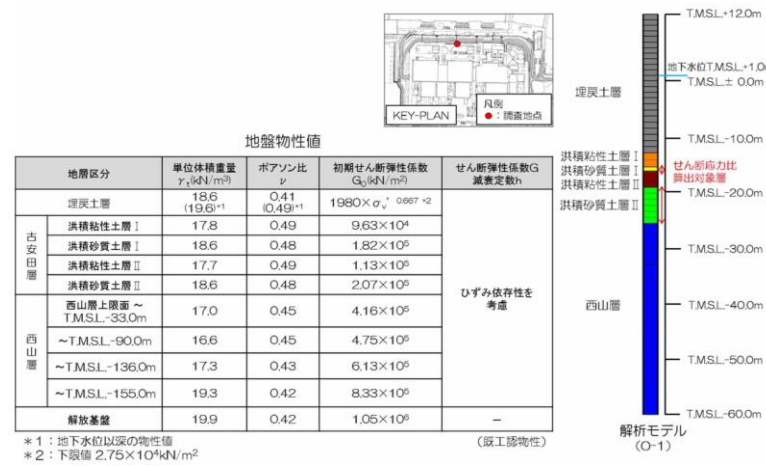 KEY-PLAN
凡例
●：調査地点
地盤物性値
地層区分 単位体積重量 γt(kN/m³) ポアソン比 ν 初期せん断弾性係数 G₀(kN/m²) せん断弾性係数G 減衰定数h
埋戻土層 18.6 (19.6)*1 0.41 (0.49)*1 1980×σv'0.667 *2
古安田層
洪積粘性土層Ⅰ 17.8 0.49 9.63×10⁴
洪積砂質土層Ⅰ 18.6 0.48 1.82×10⁵
洪積粘性土層Ⅱ 17.7 0.49 1.13×10⁵
洪積砂質土層Ⅱ 18.6 0.48 2.07×10⁵
ひずみ依存性を
考慮
西山層
西山層上限面 ～
T.M.S.L.-33.0m 17.0 0.45 4.16×10⁵
～T.M.S.L.-90.0m 16.6 0.45 4.75×10⁵
～T.M.S.L.-136.0m 17.3 0.43 6.13×10⁵
～T.M.S.L.-155.0m 19.3 0.42 8.33×10⁵
解放基盤 19.9 0.42 1.05×10⁶ －
＊1：地下水位以深の物性値
＊2：下限値 2.75×10⁴kN/m²
（既工認物性）
T.M.S.L.+12.0m
地下水位T.M.S.L.+1.0
T.M.S.L.± 0.0m
埋戻土層
T.M.S.L.-10.0m
洪積粘性土層Ⅰ
洪積砂質土層Ⅰ
洪積粘性土層Ⅱ
洪積砂質土層Ⅱ
せん断応力比
算出対象層
T.M.S.L.-20.0m
T.M.S.L.-30.0m
西山層
T.M.S.L.-40.0m
T.M.S.L.-50.0m
T.M.S.L.-60.0m
解析モデル
(O-1)